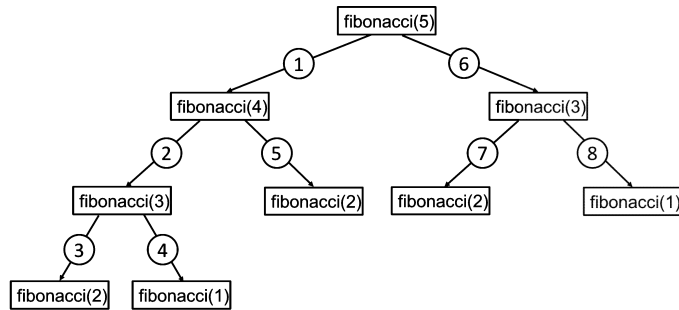 fibonacci(5)
1
6
fibonacci(4)
fibonacci(3)
2
5
7
8
fibonacci(3)
fibonacci(2)
fibonacci(2)
fibonacci(1)
3
4
fibonacci(2)
fibonacci(1)